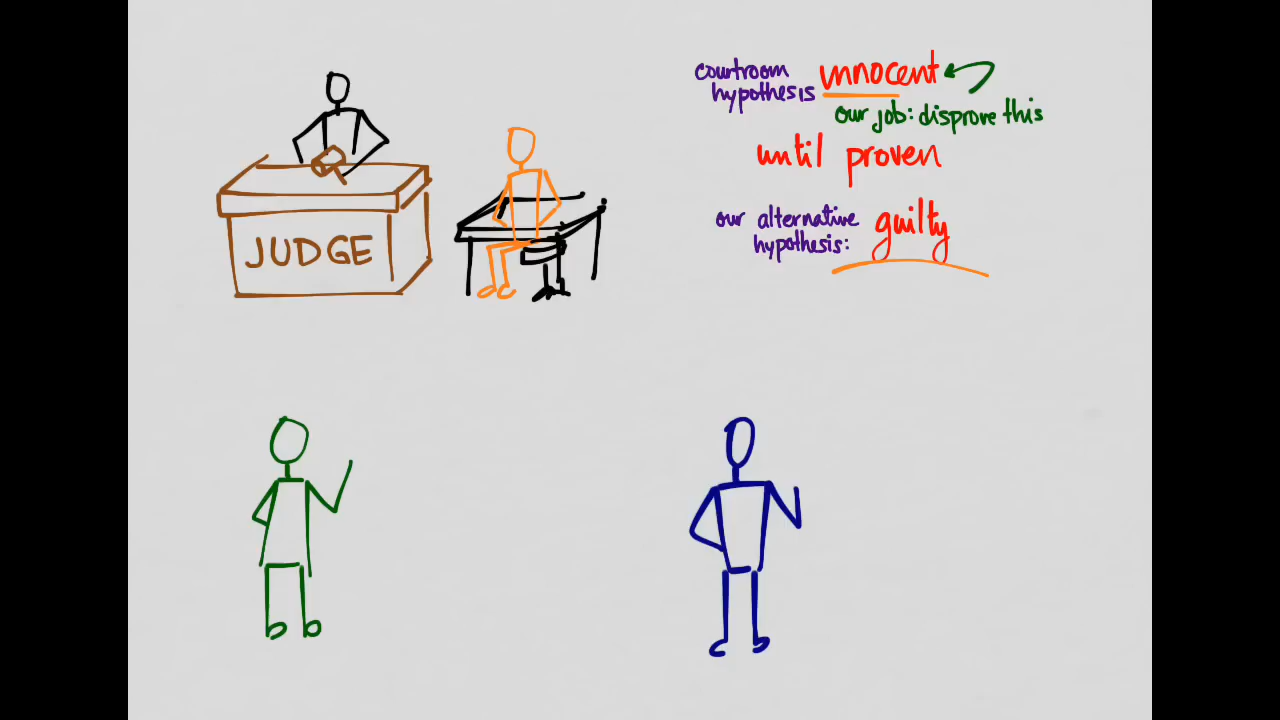 JUDGE
courtroom
hypothesis
innocent
our job: disprove this
until proven
our alternative
hypothesis:
guilty